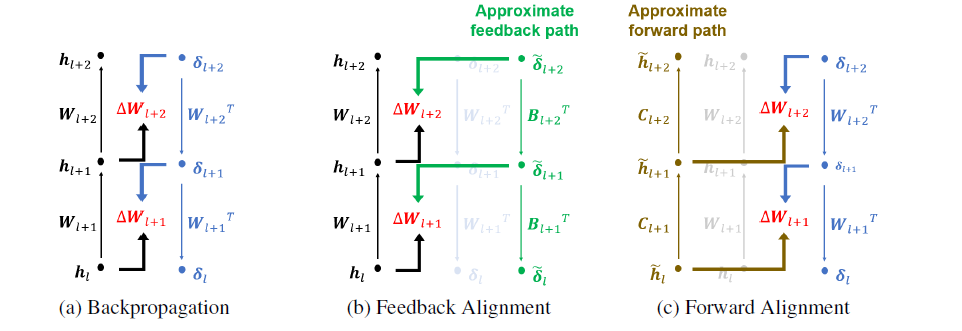 Approximate
feedback path
Approximate
forward path
h_{l+2} δ_{l+2}
W_{l+2} ΔW_{l+2} W_{l+2}^T
h_{l+1} δ_{l+1}
W_{l+1} ΔW_{l+1} W_{l+1}^T
h_l δ_l
(a) Backpropagation
h_{l+2} δ_{l+2} δ̃_{l+2}
W_{l+2} ΔW_{l+2} W_{l+2}^T B_{l+2}^T
h_{l+1} δ_{l+1} δ̃_{l+1}
W_{l+1} ΔW_{l+1} W_{l+1}^T B_{l+1}^T
h_l δ_l δ̃_l
(b) Feedback Alignment
h̃_{l+2} h_{l+2} δ_{l+2}
C_{l+2} W_{l+2} ΔW_{l+2} W_{l+2}^T
h̃_{l+1} h_{l+1} δ_{l+1}
C_{l+1} W_{l+1} ΔW_{l+1} W_{l+1}^T
h̃_l h_l δ_l
(c) Forward Alignment